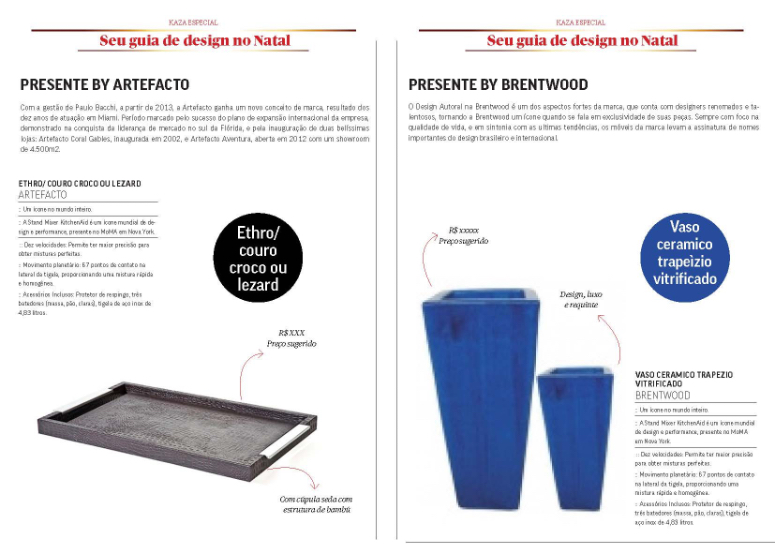 KAZA ESPECIAL
Seu guia de design no Natal
PRESENTE BY ARTEFACTO
Com a gestão de Paulo Bacchi, a partir de 2013, a Artefacto ganha um novo conceito de marca, resultado dos
dez anos de atuação em Miami. Período marcado pelo sucesso do plano de expansão internacional da empresa,
demonstrado na conquista da liderança de mercado no sul da Flórida, e pela inauguração de duas belíssimas
lojas: Artefacto Coral Gables, inaugurada em 2002, e Artefacto Aventura, aberta em 2012 com um showroom
de 4.500m2.
ETHRO/ COURO CROCO OU LEZARD
ARTEFACTO
:: Um ícone no mundo inteiro.
:: A Stand Mixer KitchenAid é um ícone mundial de de-
sign e performance, presente no MoMA em Nova York.
:: Dez velocidades: Permite ter maior precisão para
obter misturas perfeitas.
:: Movimento planetário: 67 pontos de contato na
lateral da tigela, proporcionando uma mistura rápida
e homogênea.
:: Acessórios Inclusos: Protetor de respingo, três
batedores (massa, pão, claras), tigela de aço inox de
4,83 litros.
Ethro/
couro
croco ou
lezard
R$ XXX
Preço sugerido
Com cúpula seda com
estrutura de bambú
KAZA ESPECIAL
Seu guia de design no Natal
PRESENTE BY BRENTWOOD
O Design Autoral na Brentwood é um dos aspectos fortes da marca, que conta com designers renomados e ta-
lentosos, tornando a Brentwood um ícone quando se fala em exclusividade de suas peças. Sempre com foco na
qualidade de vida, e em sintonia com as ultimas tendências, os móveis da marca levam a assinatura de nomes
importantes do design brasileiro e internacional.
R$ xxxxx
Preço sugerido
Vaso
ceramico
trapeìzio
vitrificado
Design, luxo
e requinte
VASO CERAMICO TRAPEZIO
VITRIFICADO
BRENTWOOD
:: Um ícone no mundo inteiro.
:: A Stand Mixer KitchenAid é um ícone mundial
de design e performance, presente no MoMA
em Nova York.
:: Dez velocidades: Permite ter maior precisão
para obter misturas perfeitas.
:: Movimento planetário: 67 pontos de contato
na lateral da tigela, proporcionando uma
mistura rápida e homogênea.
:: Acessórios Inclusos: Protetor de respingo,
três batedores (massa, pão, claras), tigela de
aço inox de 4,83 litros.